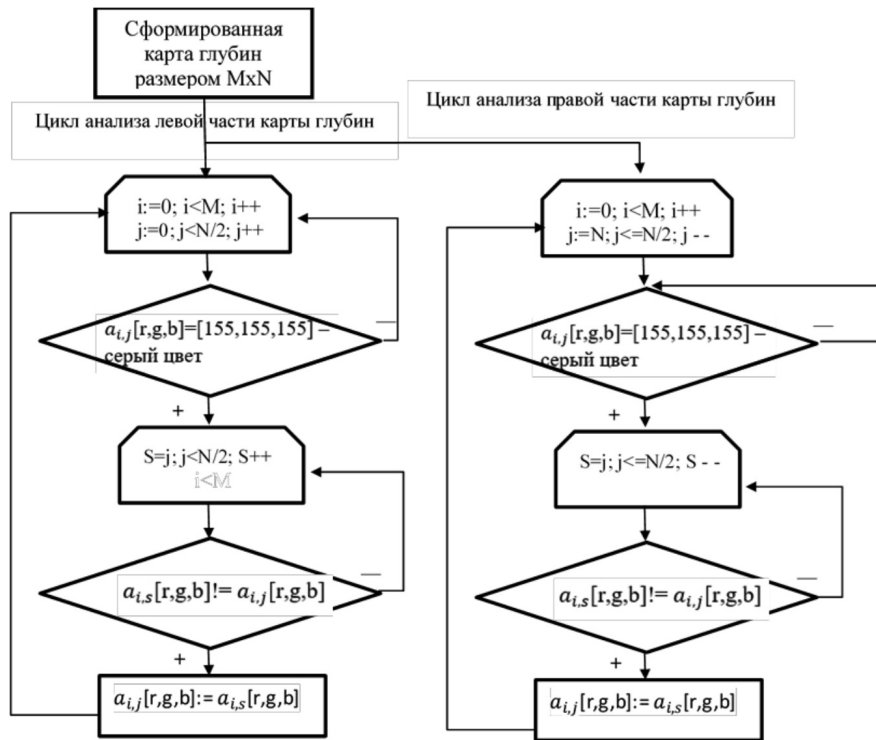 Сформированная
карта глубин
размером MxN
Цикл анализа левой части карты глубин
Цикл анализа правой части карты глубин
i:=0; i<M; i++
j:=0; j<N/2; j++
a_{i,j}[r,g,b]=[155,155,155] –
серый цвет
—
+
S=j; j<N/2; S++
i<M
a_{i,s}[r,g,b]!= a_{i,j}[r,g,b]
—
+
a_{i,j}[r,g,b]:= a_{i,s}[r,g,b]
i:=0; i<M; i++
j:=N; j<=N/2; j - -
a_{i,j}[r,g,b]=[155,155,155] –
серый цвет
—
+
S=j; j<=N/2; S - -
a_{i,s}[r,g,b]!= a_{i,j}[r,g,b]
—
+
a_{i,j}[r,g,b]:= a_{i,s}[r,g,b]